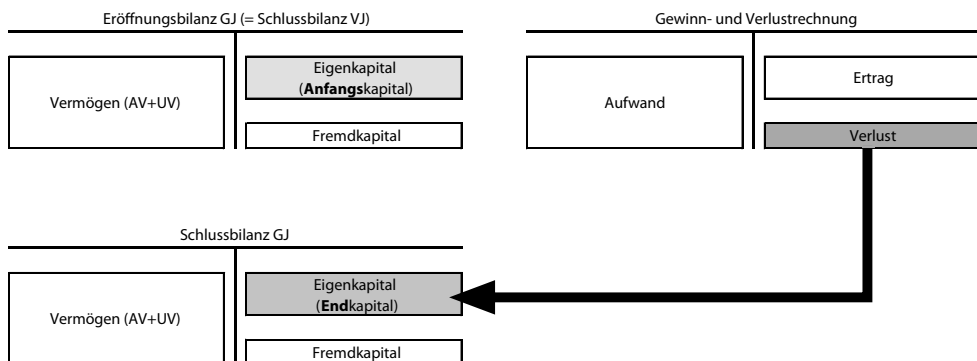 Eröffnungsbilanz GJ (= Schlussbilanz VJ)
Vermögen (AV+UV)
Eigenkapital
(Anfangskapital)
Fremdkapital
Gewinn- und Verlustrechnung
Aufwand
Ertrag
Verlust
Schlussbilanz GJ
Vermögen (AV+UV)
Eigenkapital
(Endkapital)
Fremdkapital